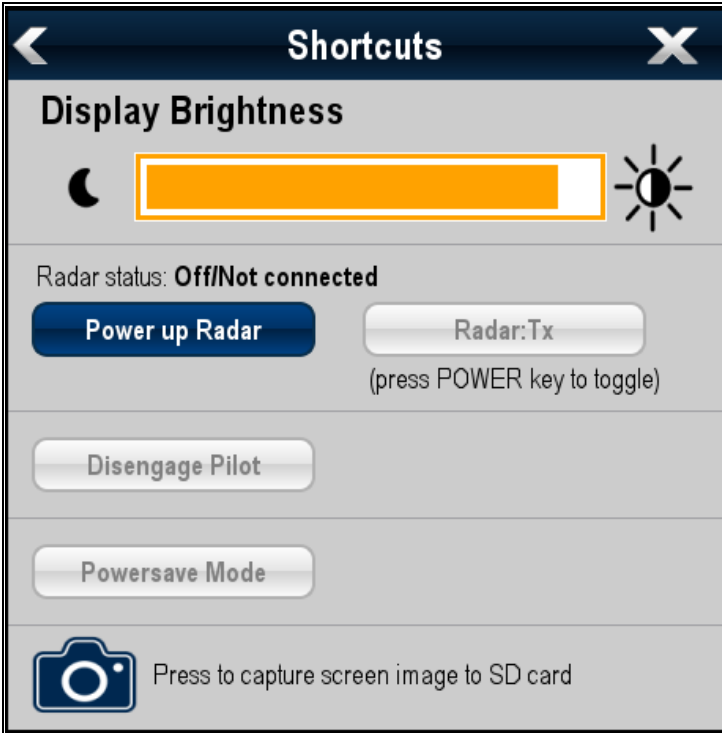 Shortcuts
Display Brightness
Radar status: Off/Not connected
Power up Radar
Radar:Tx
(press POWER key to toggle)
Disengage Pilot
Powersave Mode
Press to capture screen image to SD card